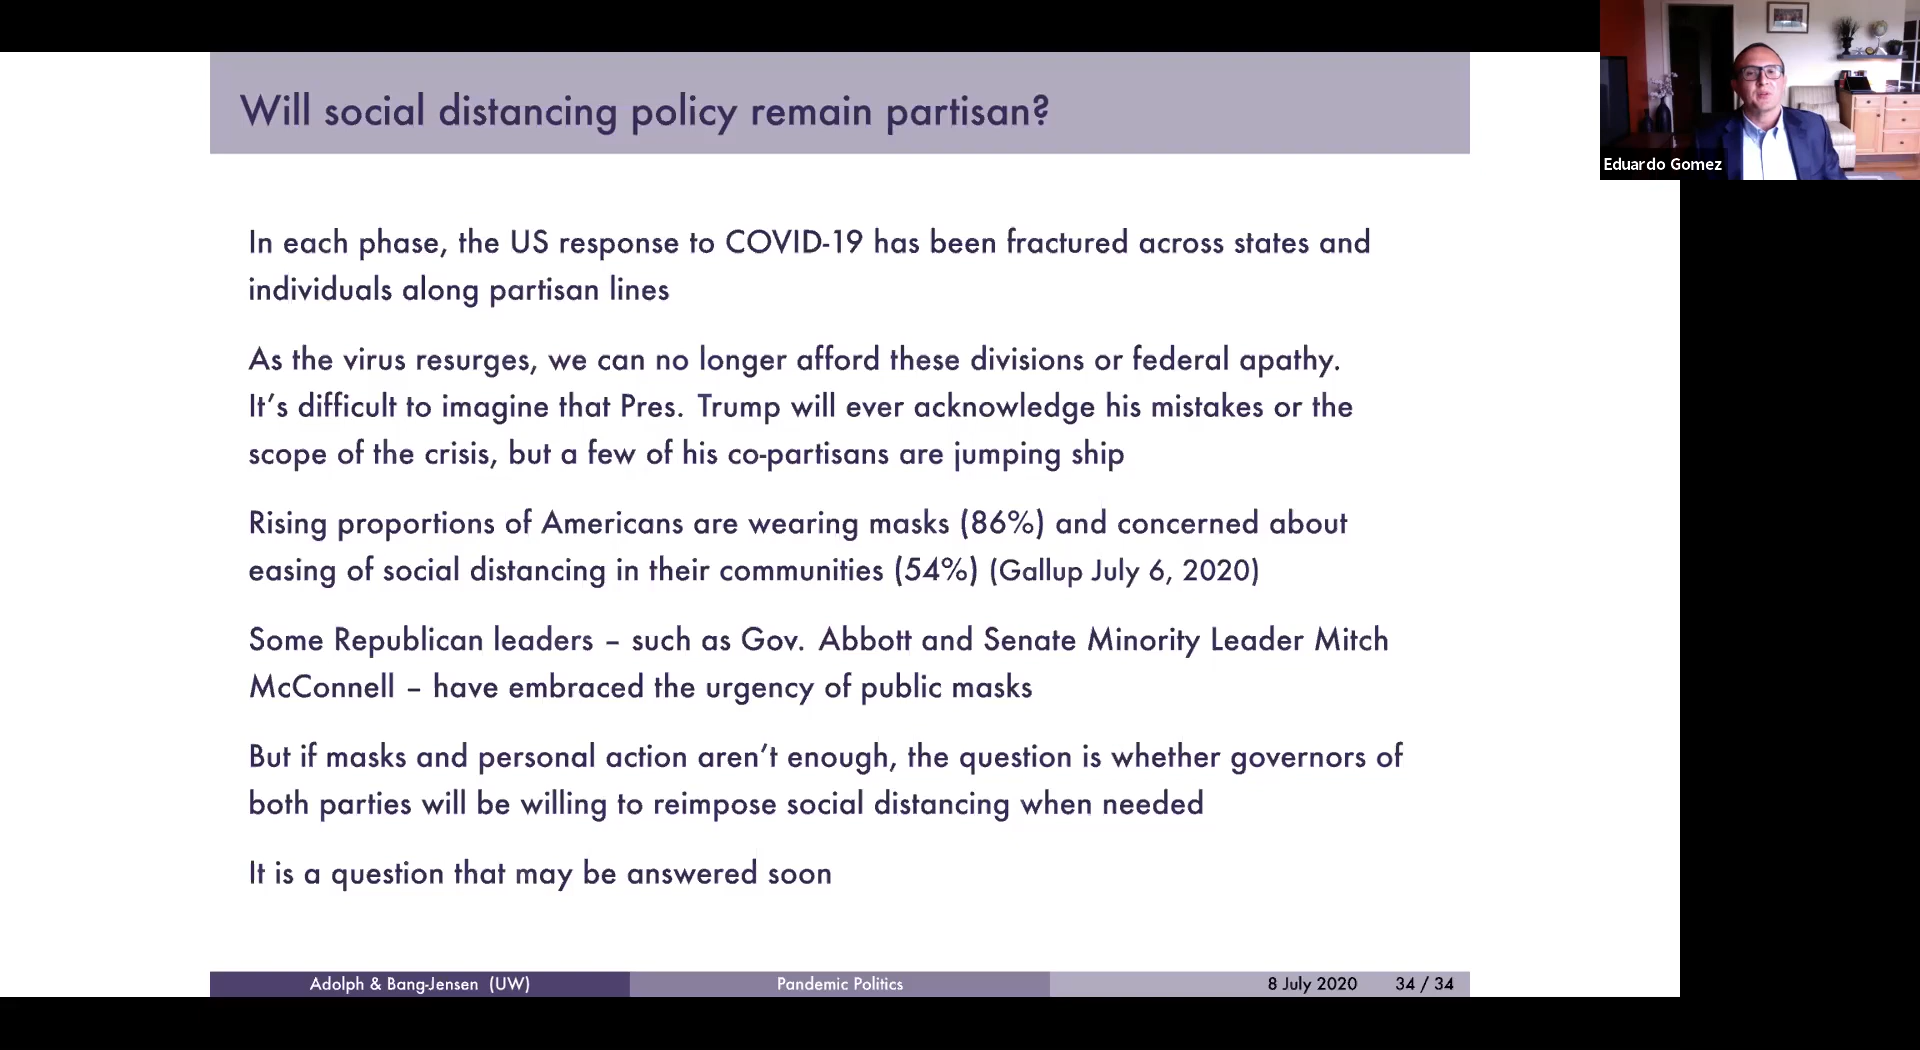 Will social distancing policy remain partisan?
Eduardo Gomez
In each phase, the US response to COVID-19 has been fractured across states and
individuals along partisan lines
As the virus resurges, we can no longer afford these divisions or federal apathy.
It's difficult to imagine that Pres. Trump will ever acknowledge his mistakes or the
scope of the crisis, but a few of his co-partisans are jumping ship
Rising proportions of Americans are wearing masks (86%) and concerned about
easing of social distancing in their communities (54%) (Gallup July 6, 2020)
Some Republican leaders – such as Gov. Abbott and Senate Minority Leader Mitch
McConnell – have embraced the urgency of public masks
But if masks and personal action aren't enough, the question is whether governors of
both parties will be willing to reimpose social distancing when needed
It is a question that may be answered soon
Adolph & Bang-Jensen (UW) Pandemic Politics 8 July 2020 34 / 34